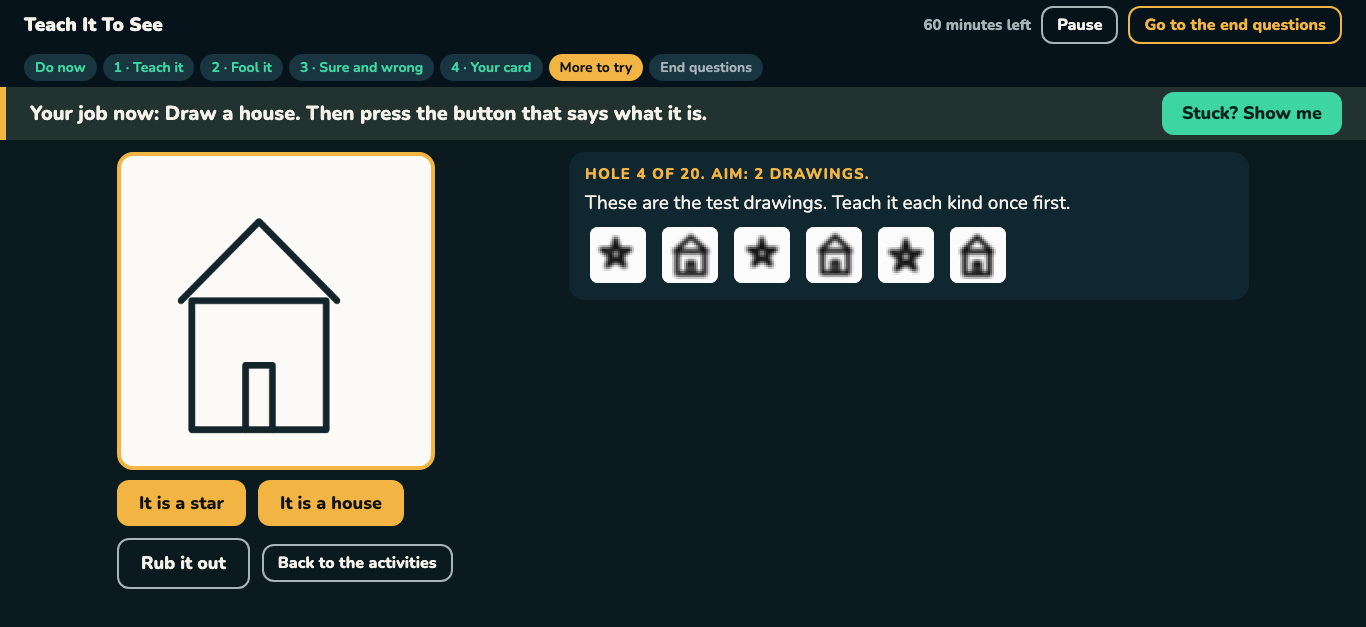 Teach It To See
60 minutes left
Pause
Go to the end questions
Do now
1 · Teach it
2 · Fool it
3 · Sure and wrong
4 · Your card
More to try
End questions
Your job now: Draw a house. Then press the button that says what it is.
Stuck? Show me
HOLE 4 OF 20. AIM: 2 DRAWINGS.
These are the test drawings. Teach it each kind once first.
It is a star
It is a house
Rub it out
Back to the activities